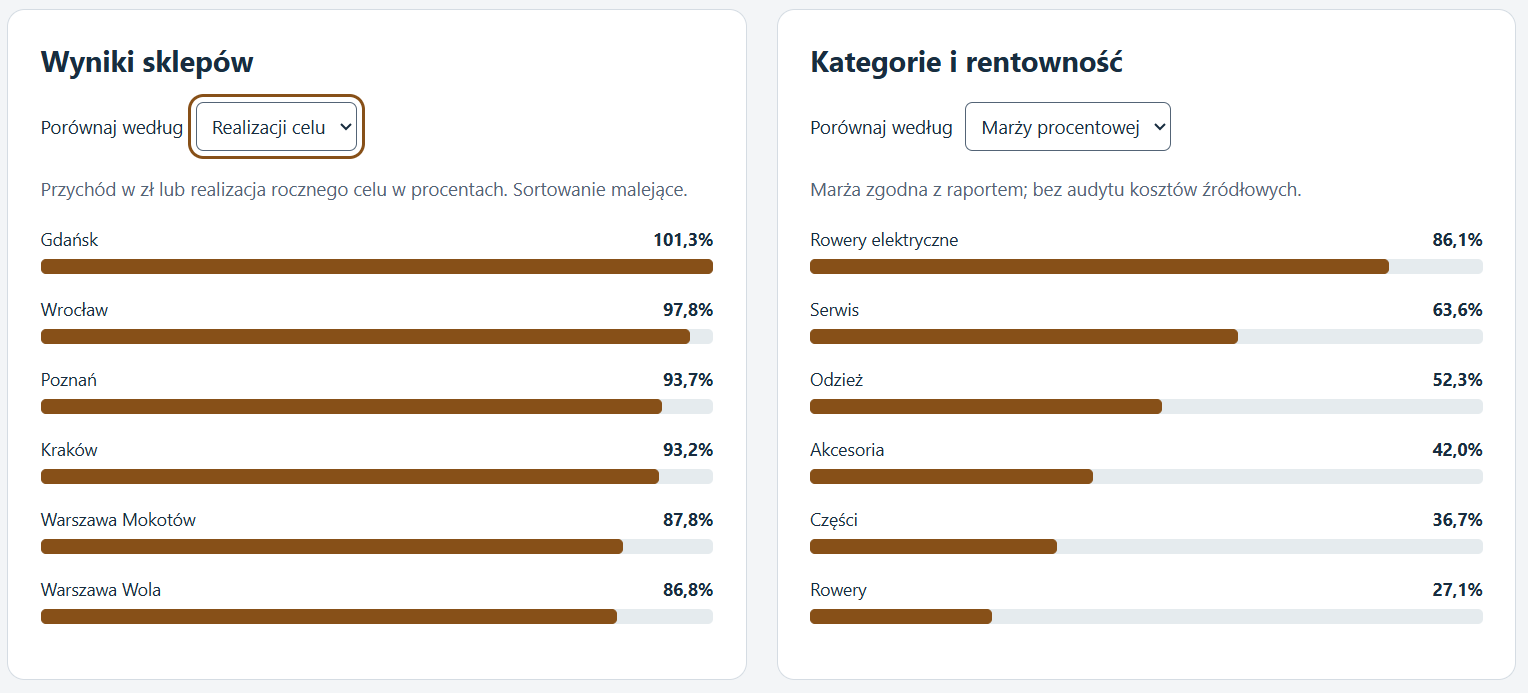 Wyniki sklepów
Porównaj według Realizacji celu
Przychód w zł lub realizacja rocznego celu w procentach. Sortowanie malejące.
Gdańsk 101,3%
Wrocław 97,8%
Poznań 93,7%
Kraków 93,2%
Warszawa Mokotów 87,8%
Warszawa Wola 86,8%
Kategorie i rentowność
Porównaj według Marży procentowej
Marża zgodna z raportem; bez audytu kosztów źródłowych.
Rowery elektryczne 86,1%
Serwis 63,6%
Odzież 52,3%
Akcesoria 42,0%
Części 36,7%
Rowery 27,1%